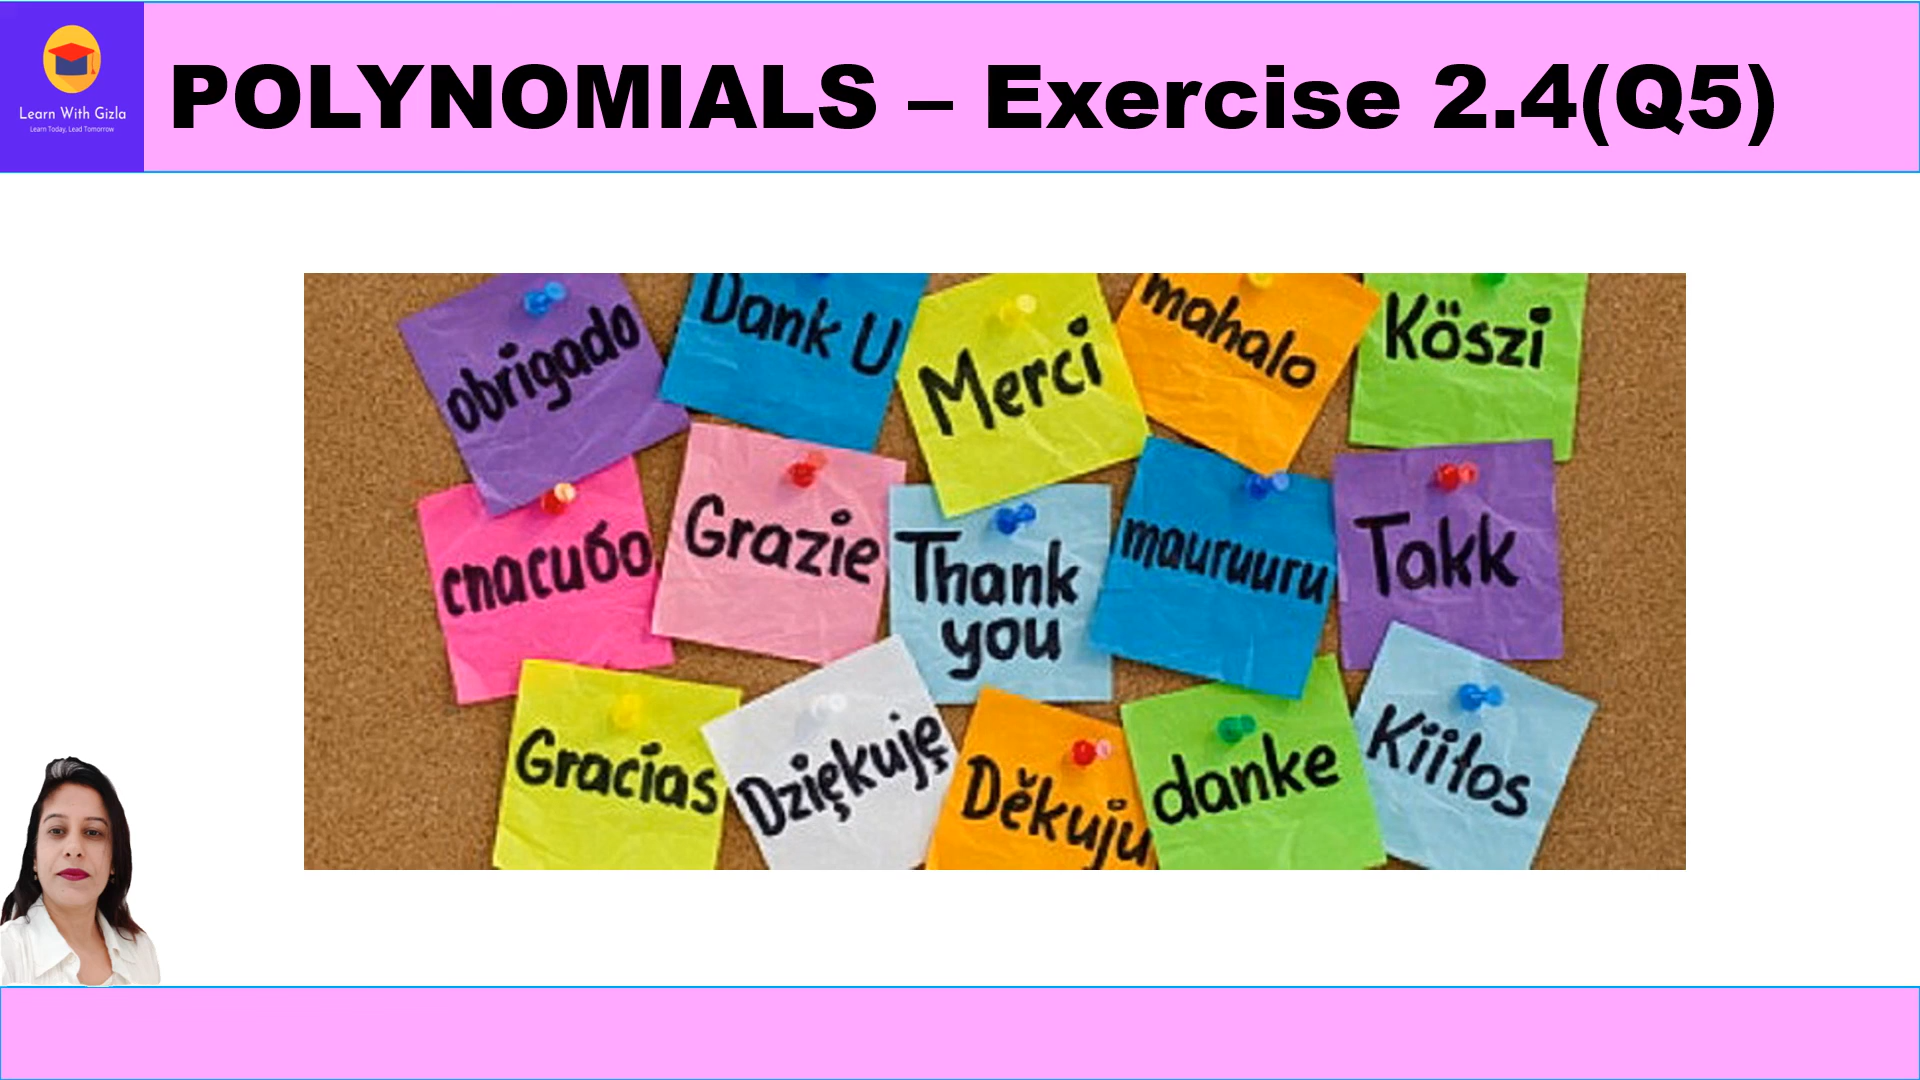 POLYNOMIALS – Exercise 2.4(Q5)
Learn With Gizla
Learn Today, Lead Tomorrow
obrigado
Dank U
Merci
mahalo
Köszi
спасибо
Grazie
Thank
you
mauruuru
Takk
Gracias
Dziękuję
Děkuju
danke
Kiitos